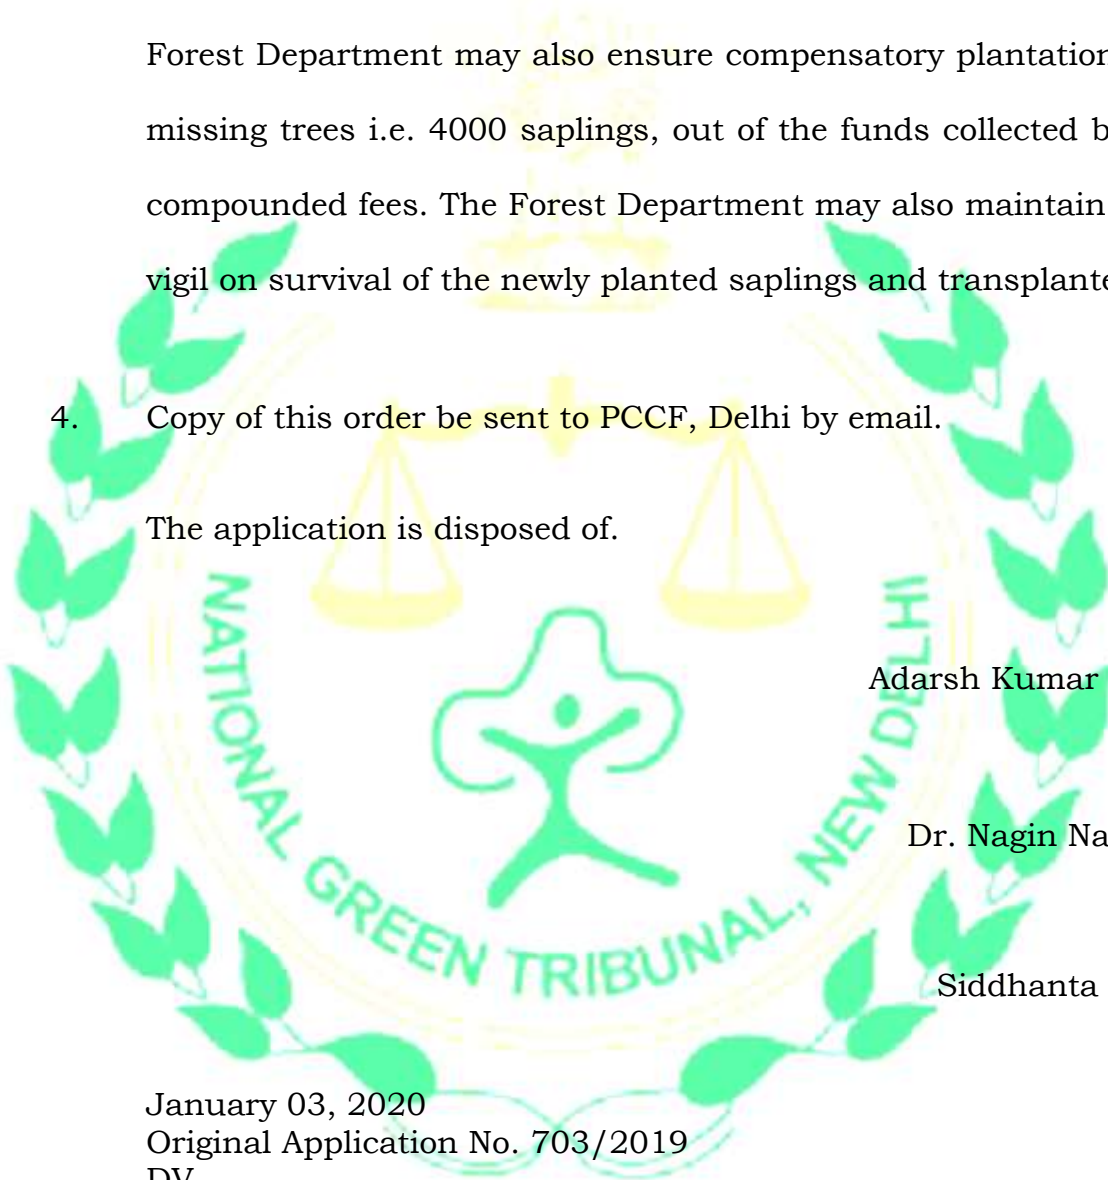 Forest Department may also ensure compensatory plantation
missing trees i.e. 4000 saplings, out of the funds collected b
compounded fees. The Forest Department may also maintain
vigil on survival of the newly planted saplings and transplante
4. Copy of this order be sent to PCCF, Delhi by email.
The application is disposed of.
NATIONAL GREEN TRIBUNAL, NEW DELHI
Adarsh Kumar
Dr. Nagin Na
Siddhanta
January 03, 2020
Original Application No. 703/2019
DV